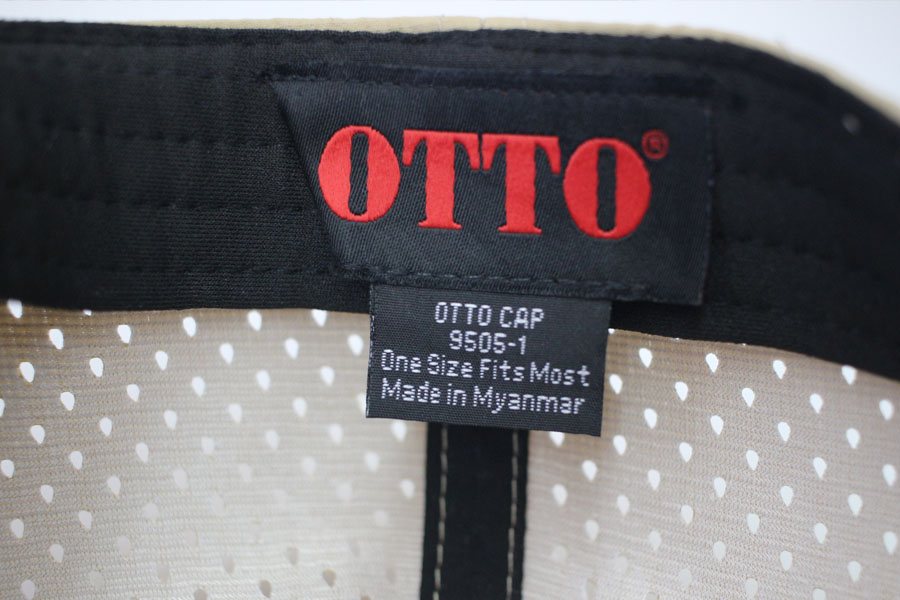 OTTO®
OTTO CAP
9505-1
One Size Fits Most
Made in Myanmar